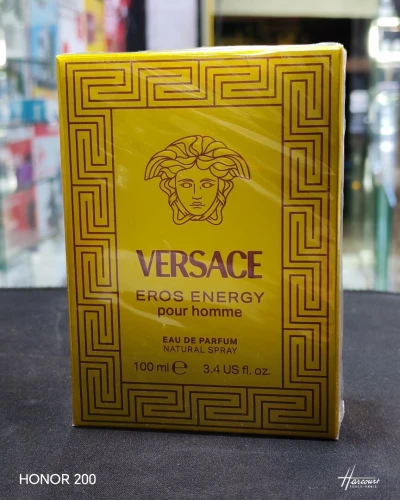 VERSACE
EROS ENERGY
pour homme
EAU DE PARFUM
NATURAL SPRAY
100 ml ℮ 3.4 US fl. oz.
HONOR 200
Harcourt